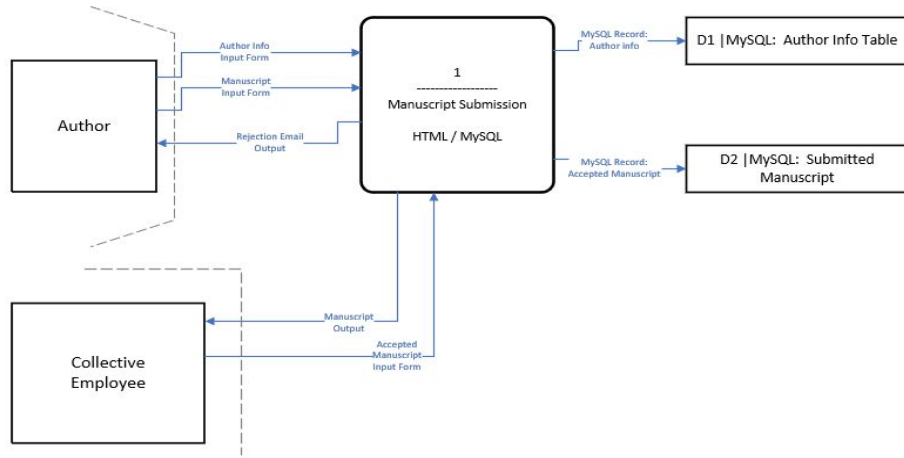 Author Info
Input Form
Manuscript
Input Form
Author
Rejection Email
Output
1
------------------
Manuscript Submission
HTML / MySQL
MySQL Record:
Author info
D1 |MySQL:  Author Info Table
MySQL Record:
Accepted Manuscript
D2 |MySQL:  Submitted
Manuscript
Manuscript
Output
Accepted
Manuscript
Input Form
Collective
Employee